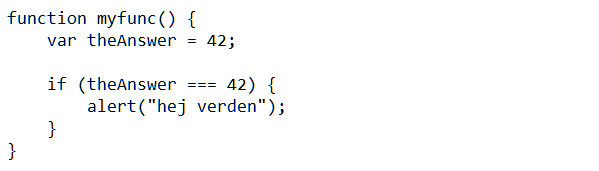 function myfunc() {
    var theAnswer = 42;

    if (theAnswer === 42) {
        alert("hej verden");
    }
}